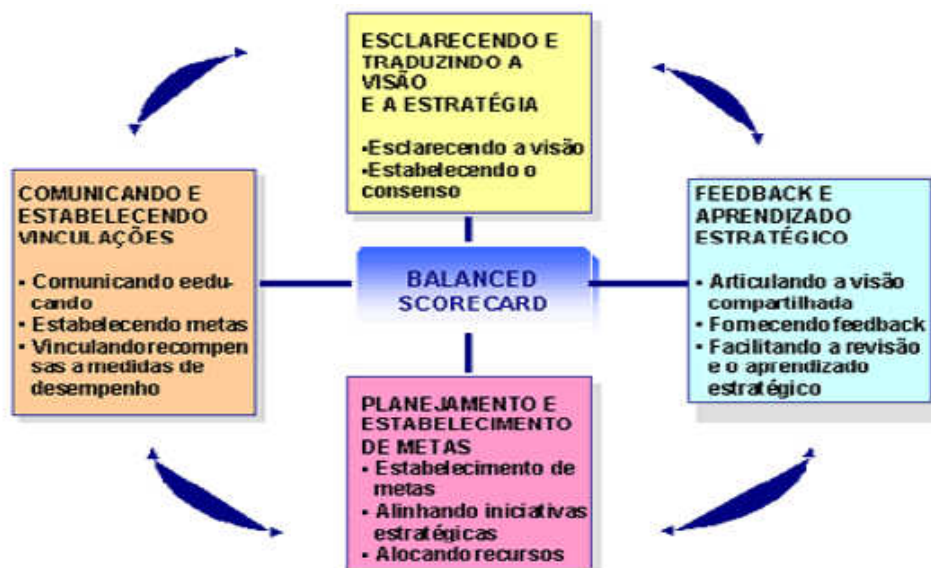 ESCLARECENDO E
TRADUZINDO A
VISÃO
E A ESTRATÉGIA
•Esclarecendo a visão
•Estabelecendo o
consenso
COMUNICANDO E
ESTABELECENDO
VINCULAÇÕES
• Comunicando eedu-
cando
• Estabelecendo metas
• Vinculando recompen
sas a medidas de
desempenho
BALANCED
SCORECARD
FEEDBACK E
APRENDIZADO
ESTRATÉGICO
• Articulando a visão
compartilhada
• Fornecendo feedback
• Facilitando a revisão
e o aprendizado
estratégico
PLANEJAMENTO E
ESTABELECIMENTO
DE METAS
• Estabelecimento de
metas
• Alinhando iniciativas
estratégicas
• Alocando recursos